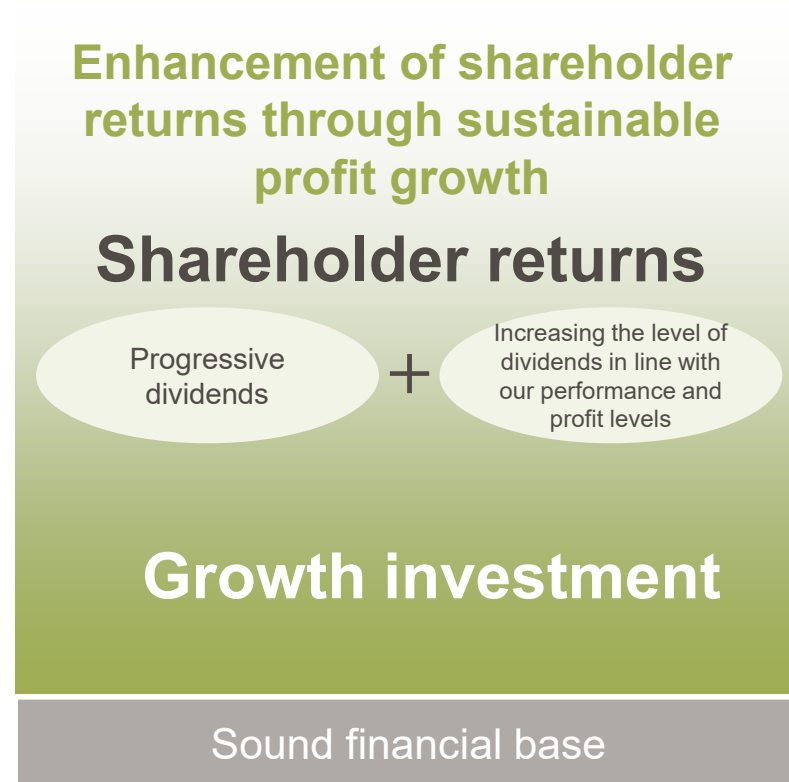 Enhancement of shareholder
returns through sustainable
profit growth
Shareholder returns
Progressive
dividends
+
Increasing the level of
dividends in line with
our performance and
profit levels
Growth investment
Sound financial base